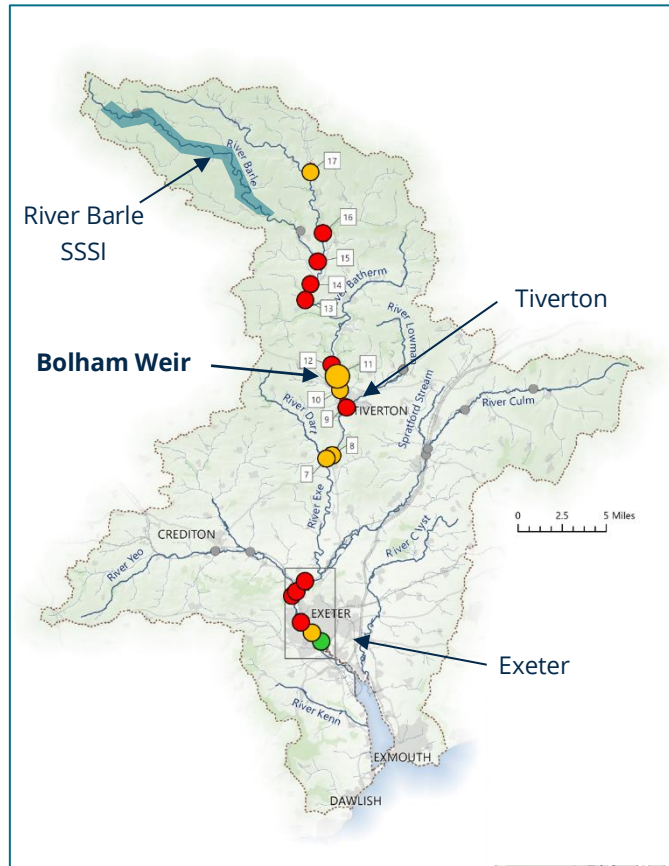 River Barle
17
River Barle
SSSI
16
15
14
River Batherm
13
Tiverton
River Lowman
Bolham Weir
12
11
10
TIVERTON
9
River Dart
Spratford Stream
River Culm
8
7
River Exe
0 2.5 5 Miles
CREDITON
River Clyst
River Yeo
EXETER
Exeter
River Kenn
EXMOUTH
DAWLISH